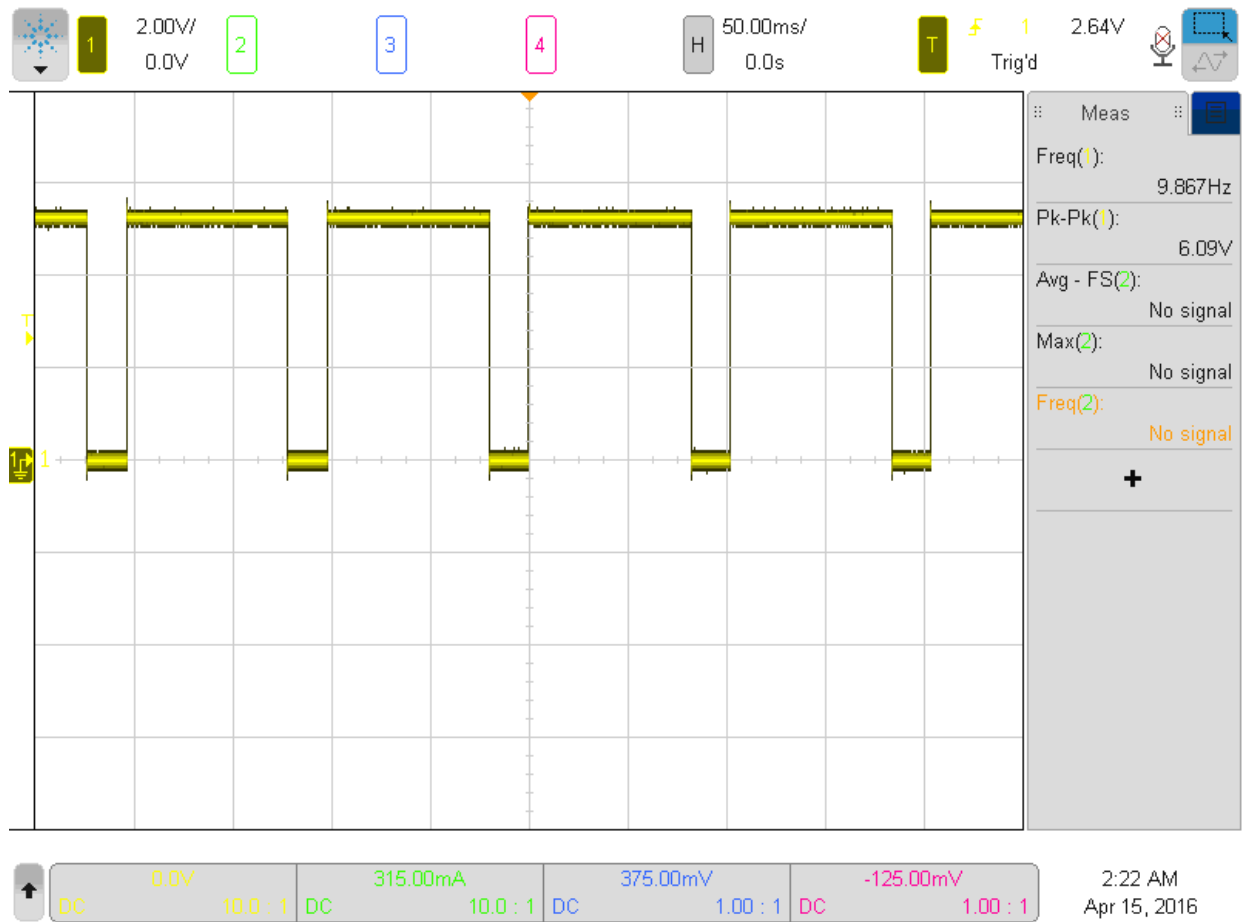 1 2.00V/ 2 3 4 H 50.00ms/ T 1 2.64V
0.0V 0.0s Trig'd
Meas
Freq(1):
9.867Hz
Pk-Pk(1):
6.09V
Avg - FS(2):
No signal
Max(2):
No signal
Freq(2):
No signal
+
T
1 1
0.0V 315.00mA 375.00mV -125.00mV 2:22 AM
DC 10.0 : 1 DC 10.0 : 1 DC 1.00 : 1 DC 1.00 : 1 Apr 15, 2016